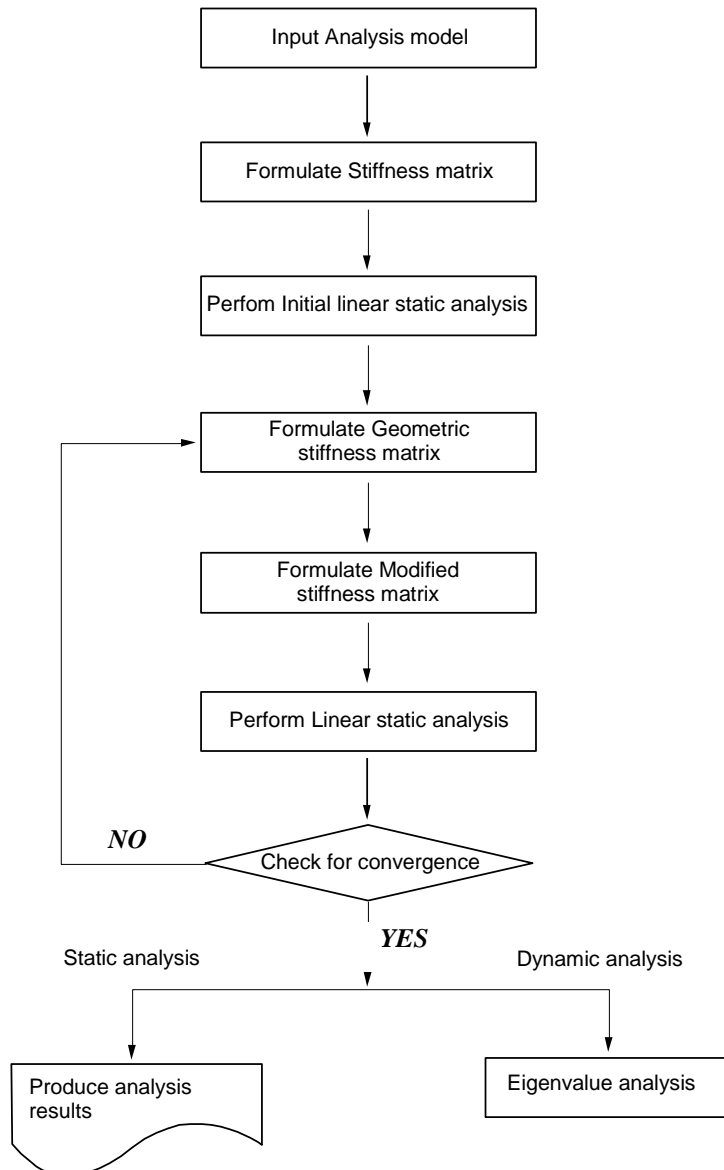 Input Analysis model
Formulate Stiffness matrix
Perfom Initial linear static analysis
Formulate Geometric
stiffness matrix
Formulate Modified
stiffness matrix
Perform Linear static analysis
NO
Check for convergence
YES
Static analysis
Dynamic analysis
Produce analysis
results
Eigenvalue analysis